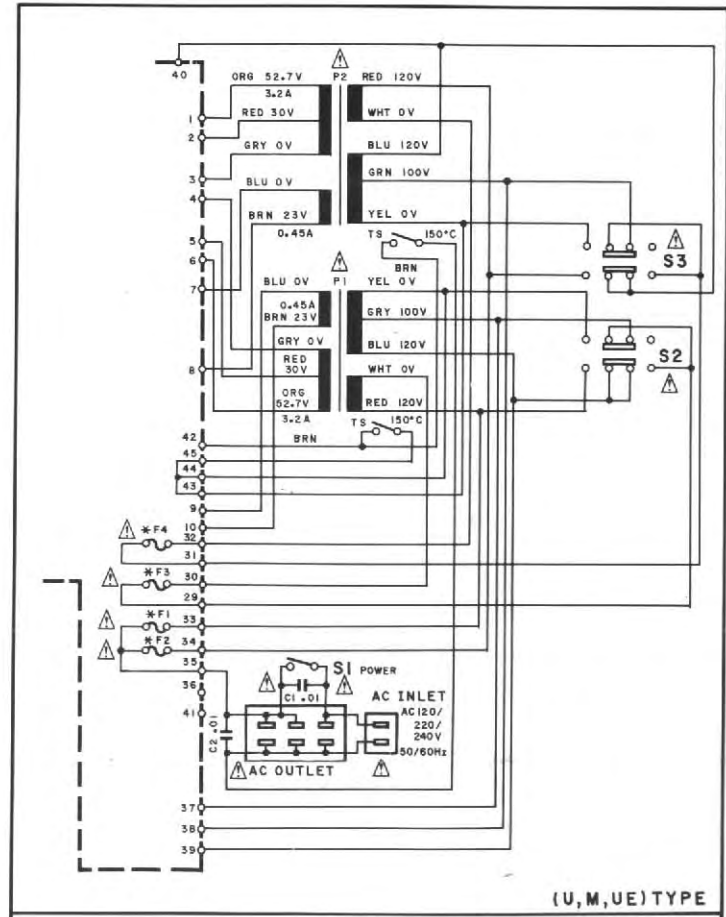 40
ORG 52.7V
3.2A
P2
RED 120V
RED 30V
WHT 0V
1
2
GRY 0V
BLU 120V
3
GRN 100V
4
BLU 0V
BRN 23V
YEL 0V
0.45A
TS
150°C
BRN
5
6
7
S3
BLU 0V
P1
YEL 0V
0.45A
BRN 23V
GRY 100V
GRY 0V
BLU 120V
S2
RED
30V
WHT 0V
8
ORG
52.7V
RED 120V
3.2A
TS
150°C
42
BRN
45
44
43
9
10
*F4
32
31
*F3
30
29
*F1
33
*F2
34
35
S1 POWER
36
C1 .01
AC INLET
41
AC120/
220/
240V
50/60Hz
C2 .01
AC OUTLET
37
38
39
(U,M,UE) TYPE